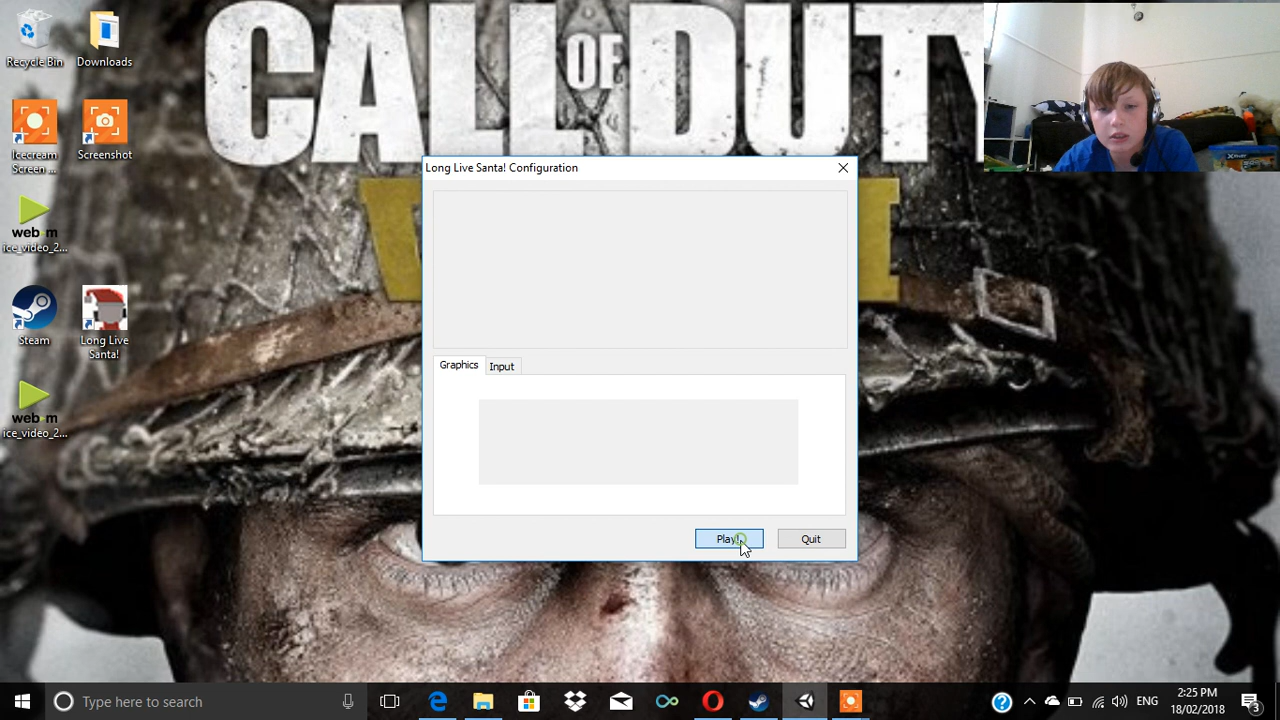 CALL OF DUTY
Recycle Bin
Downloads
Icecream
Screen ...
Screenshot
webm
ice_video_2...
Steam
Long Live
Santa!
webm
ice_video_2...
Long Live Santa! Configuration
Graphics
Input
Play!
Quit
Type here to search
ENG
2:25 PM
18/02/2018
3